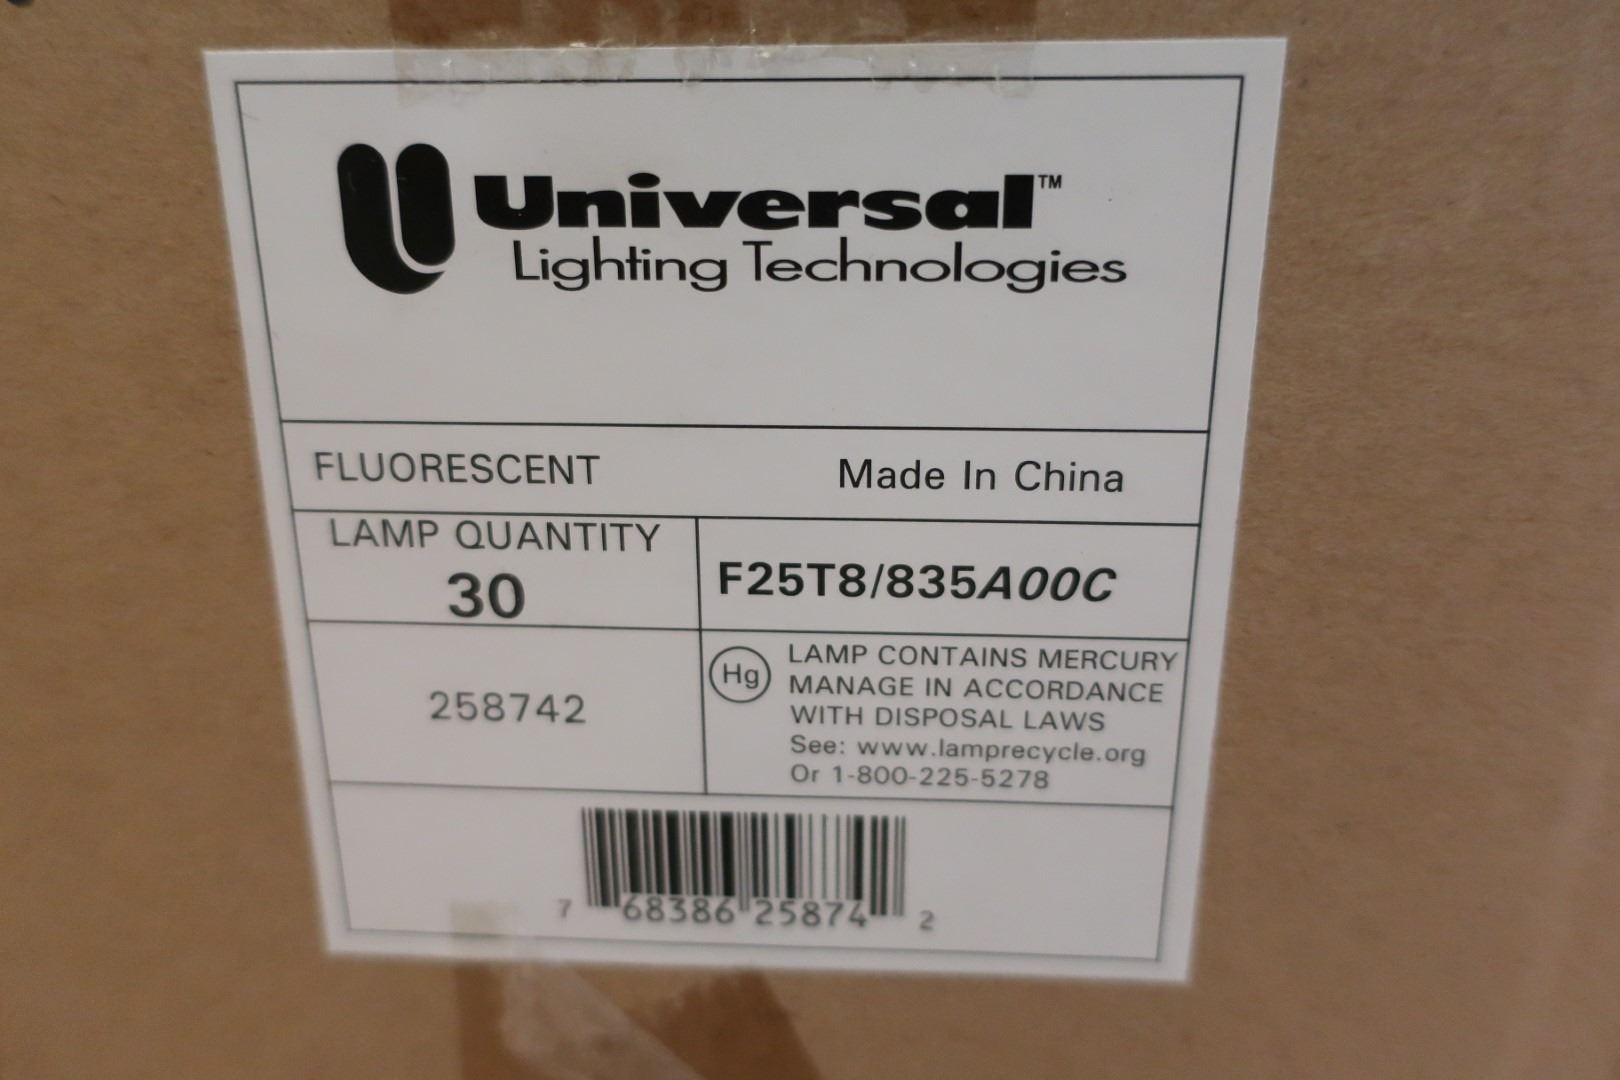 Universal™
Lighting Technologies
FLUORESCENT Made In China
LAMP QUANTITY
30
F25T8/835A00C
258742
Hg
LAMP CONTAINS MERCURY
MANAGE IN ACCORDANCE
WITH DISPOSAL LAWS
See: www.lamprecycle.org
Or 1-800-225-5278
7 68386 25874 2